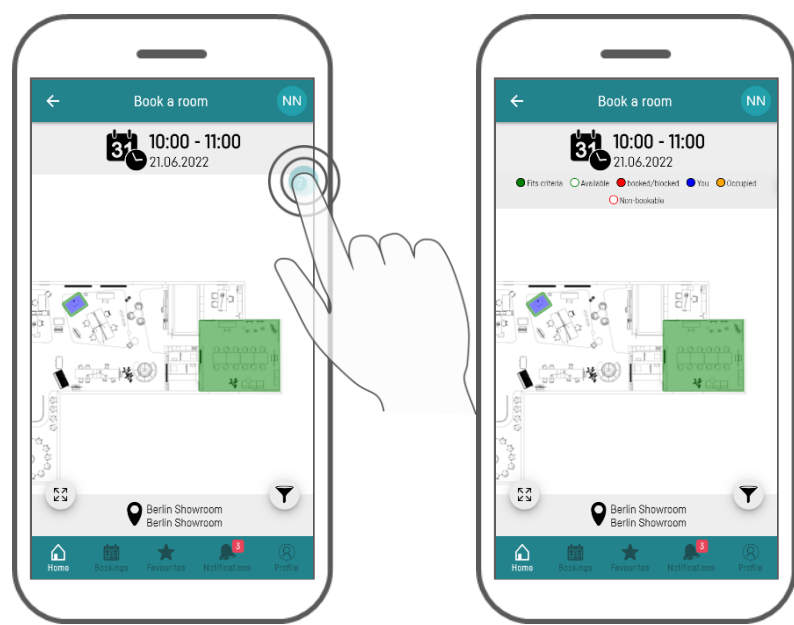 Book a room
NN
31
10:00 - 11:00
21.06.2022
Berlin Showroom
Berlin Showroom
3
Home
Bookings
Favourites
Notifications
Profile
Book a room
NN
31
10:00 - 11:00
21.06.2022
Fits criteria Available booked/blocked You Occupied
Non-bookable
Berlin Showroom
Berlin Showroom
3
Home
Bookings
Favourites
Notifications
Profile